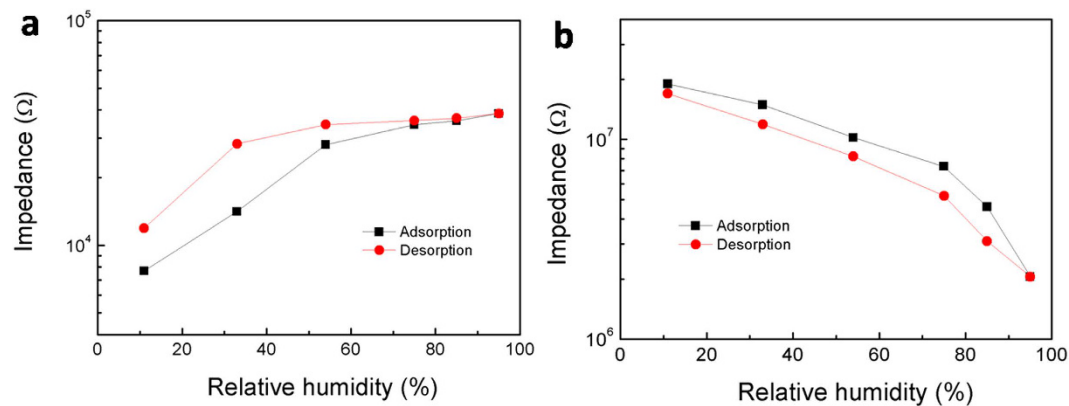 a
10^5
10^4
Impedance (Ω)
Adsorption
Desorption
0 20 40 60 80 100
Relative humidity (%)
b
10^7
10^6
Impedance (Ω)
Adsorption
Desorption
0 20 40 60 80 100
Relative humidity (%)